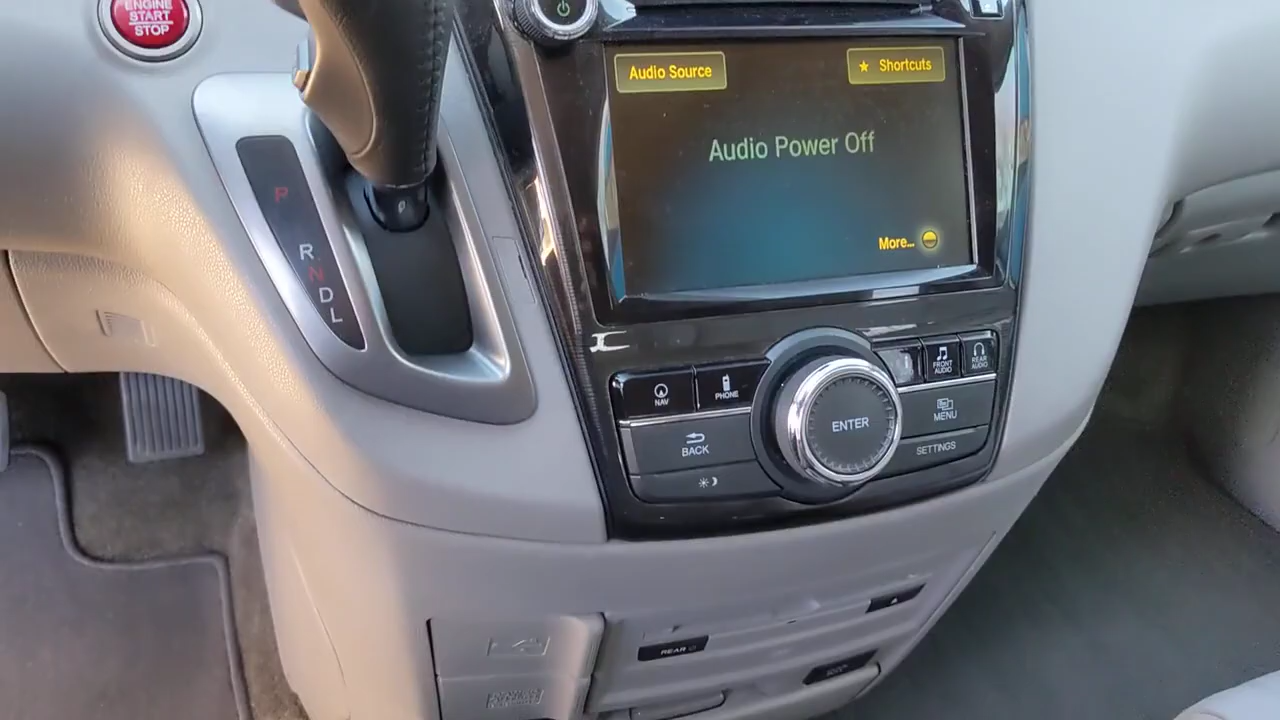 ENGINE
START
STOP
Audio Source
★ Shortcuts
Audio Power Off
More...
P
R
N
D
L
NAV
PHONE
FRONT
AUDIO
REAR
AUDIO
ENTER
BACK
MENU
SETTINGS
REAR